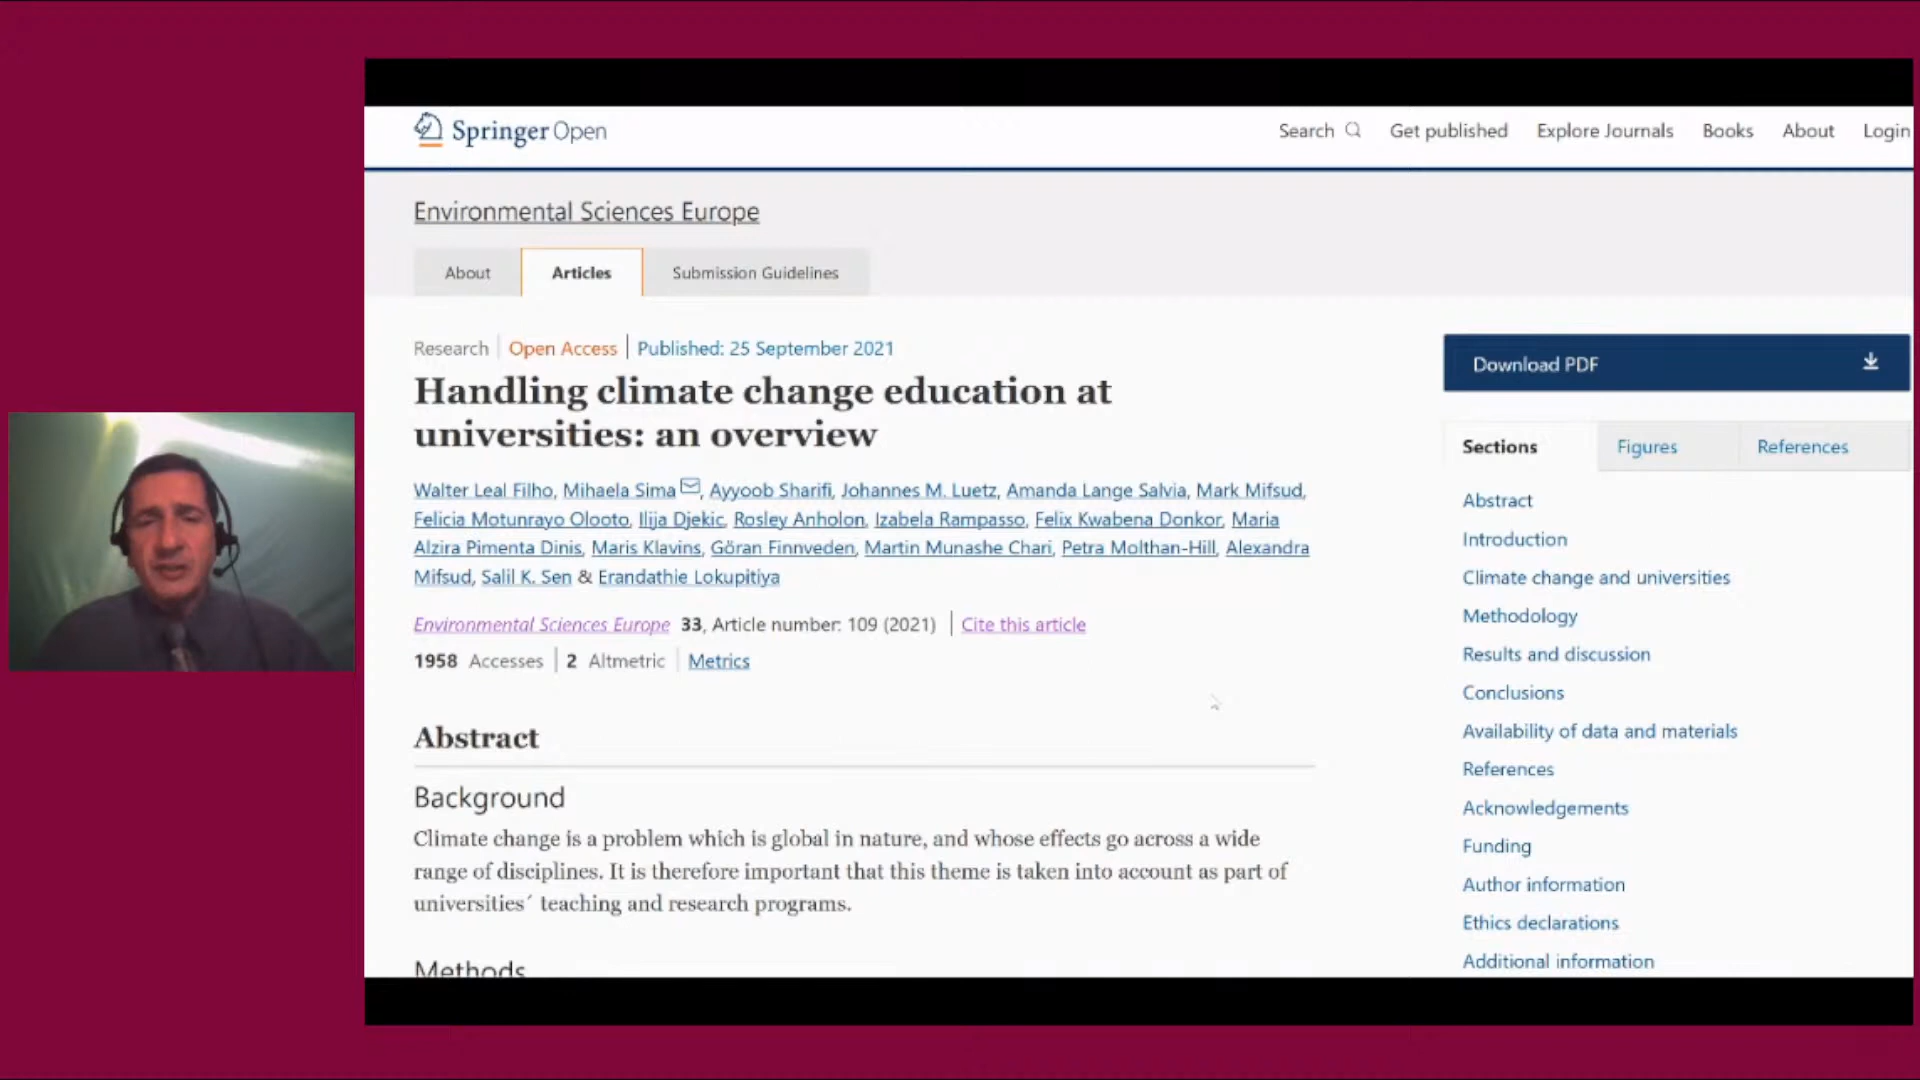 Springer Open
Search Get published Explore Journals Books About Login
Environmental Sciences Europe
About Articles Submission Guidelines
Research Open Access Published: 25 September 2021
Handling climate change education at
universities: an overview
Walter Leal Filho, Mihaela Sima, Ayyoob Sharifi, Johannes M. Luetz, Amanda Lange Salvia, Mark Mifsud,
Felicia Motunrayo Olooto, Ilija Djekic, Rosley Anholon, Izabela Rampasso, Felix Kwabena Donkor, Maria
Alzira Pimenta Dinis, Maris Klavins, Göran Finnveden, Martin Munashe Chari, Petra Molthan-Hill, Alexandra
Mifsud, Salil K. Sen & Erandathie Lokupitiya
Environmental Sciences Europe 33, Article number: 109 (2021) Cite this article
1958 Accesses 2 Altmetric Metrics
Abstract
Background
Climate change is a problem which is global in nature, and whose effects go across a wide
range of disciplines. It is therefore important that this theme is taken into account as part of
universities´ teaching and research programs.
Methods
Download PDF
Sections Figures References
Abstract
Introduction
Climate change and universities
Methodology
Results and discussion
Conclusions
Availability of data and materials
References
Acknowledgements
Funding
Author information
Ethics declarations
Additional information